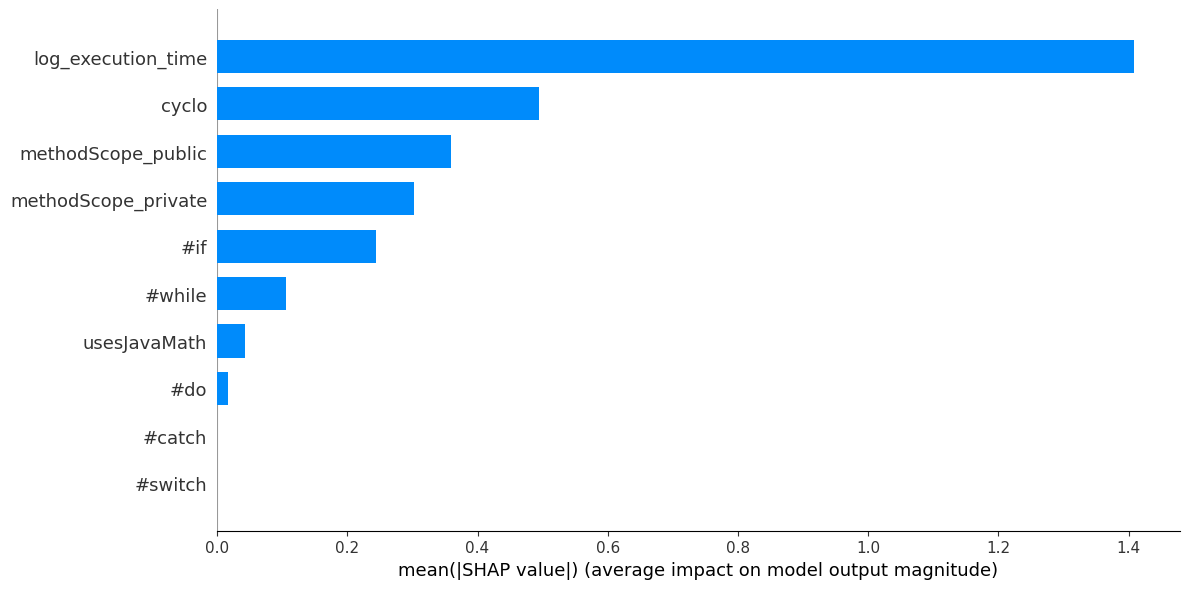 log_execution_time
cyclo
methodScope_public
methodScope_private
#if
#while
usesJavaMath
#do
#catch
#switch
0.0 0.2 0.4 0.6 0.8 1.0 1.2 1.4
mean(|SHAP value|) (average impact on model output magnitude)